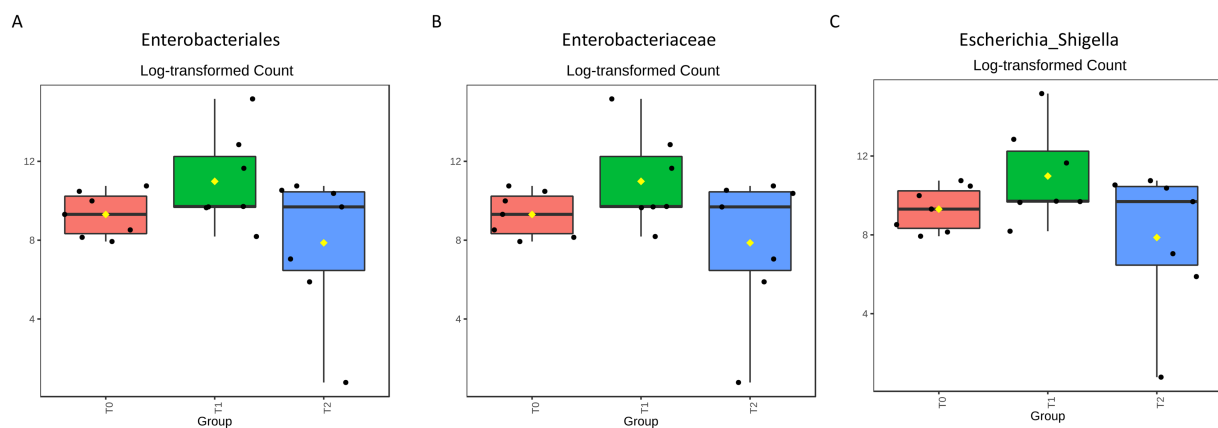 A
Enterobacteriales
Log-transformed Count
12
8
4
T0
T1
T2
Group
B
Enterobacteriaceae
Log-transformed Count
12
8
4
T0
T1
T2
Group
C
Escherichia_Shigella
Log-transformed Count
12
8
4
T0
T1
T2
Group